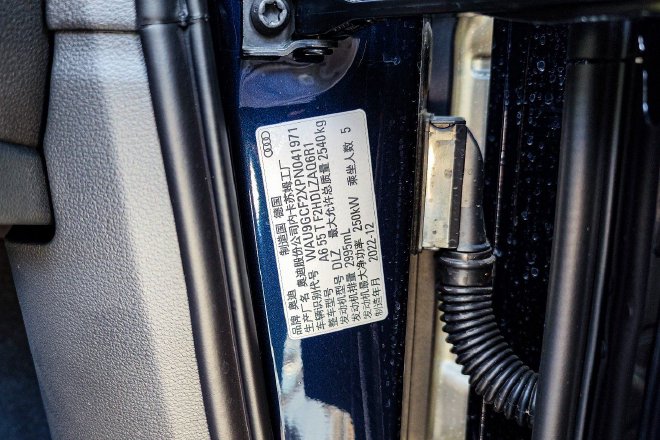 品牌 奥迪 制造国 德国
生产厂名 奥迪股份公司内卡苏姆工厂
车辆识别代号 WAU9GCF2XPN041971
整车型号 A6 55 T F2HDLZAQ6R1
发动机型号 DLZ 最大允许总质量 2540 kg
发动机排量 2995mL
发动机最大净功率 250kW 乘坐人数 5
制造年月 2022-12